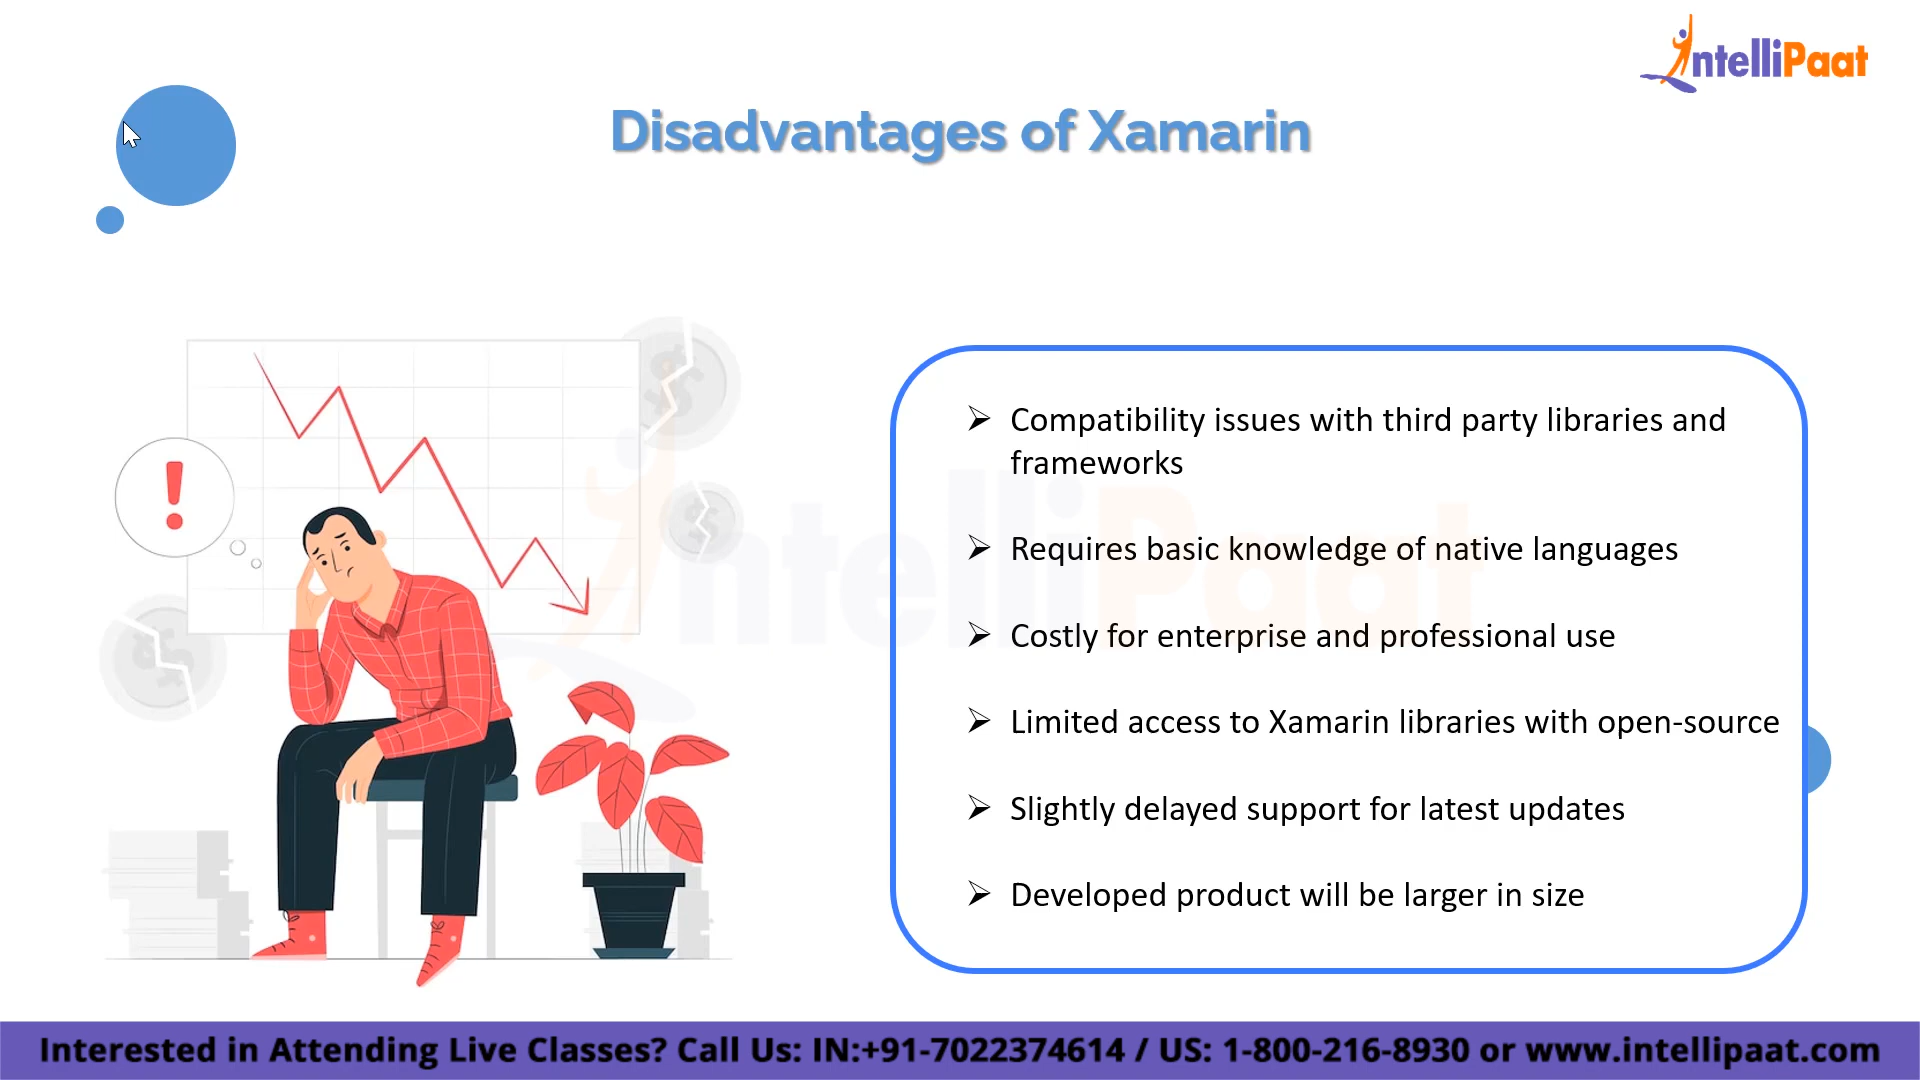 IntelliPaat
Disadvantages of Xamarin
Compatibility issues with third party libraries and
frameworks
Requires basic knowledge of native languages
Costly for enterprise and professional use
Limited access to Xamarin libraries with open-source
Slightly delayed support for latest updates
Developed product will be larger in size
!
IntelliPaat
Interested in Attending Live Classes? Call Us: IN:+91-7022374614 / US: 1-800-216-8930 or www.intellipaat.com